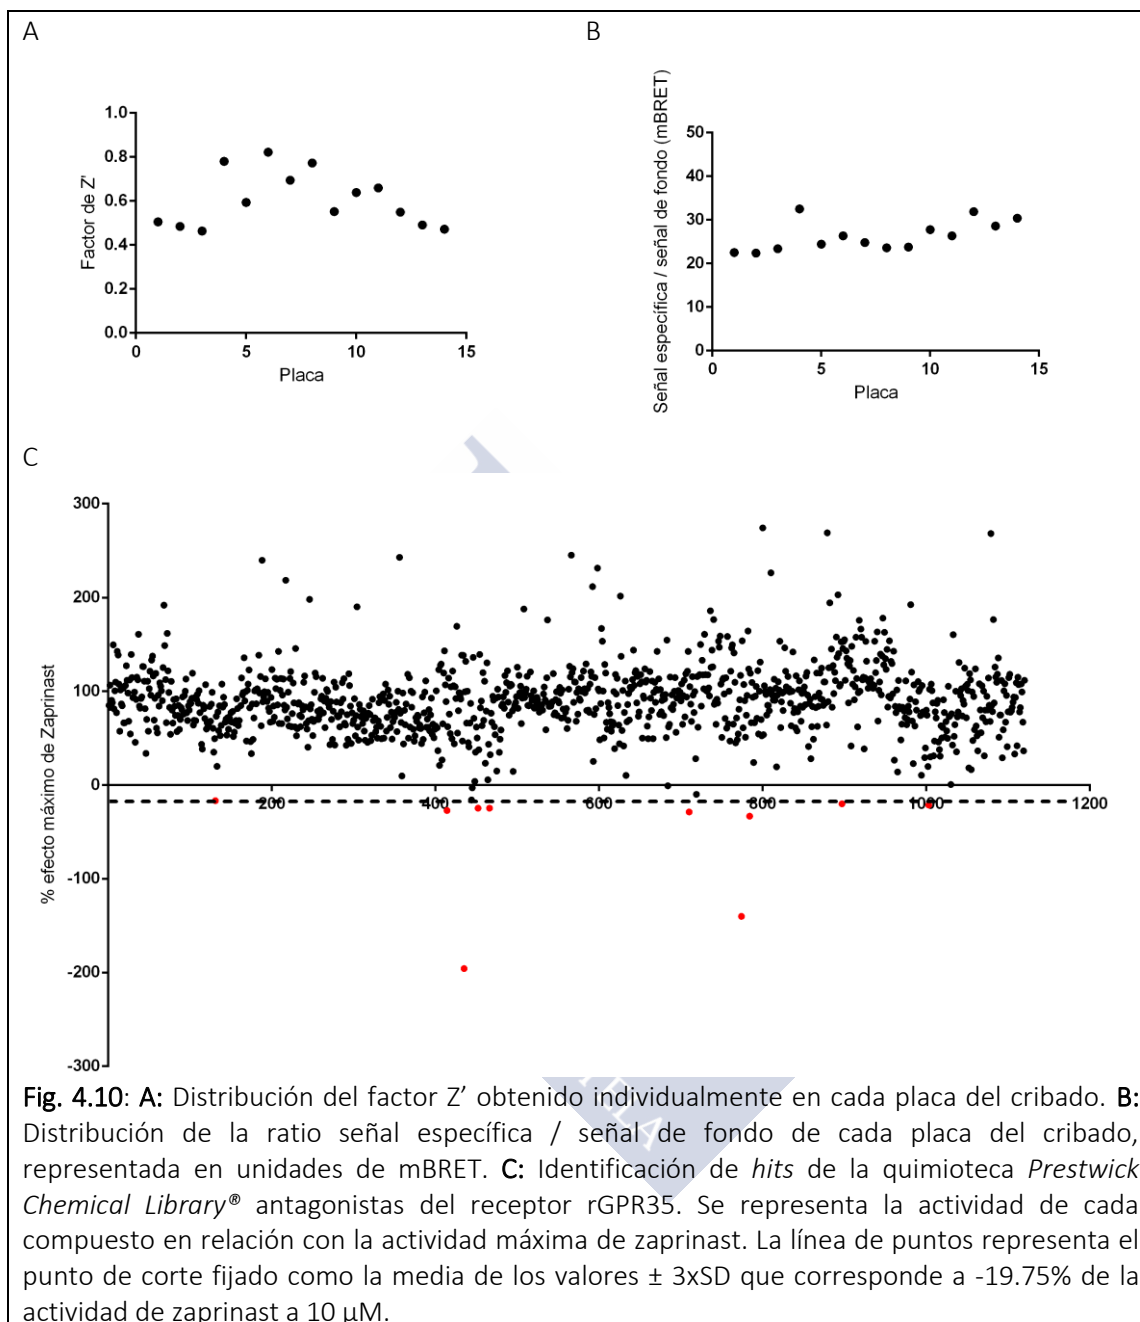 A
B
Factor de Z'
1.0
0.8
0.6
0.4
0.2
0.0
0
5
10
15
Placa
Señal específica / señal de fondo (mBRET)
50
40
30
20
10
0
0
5
10
15
Placa
C
% efecto máximo de Zaprinast
300
200
100
0
-100
-200
-300
200
400
600
800
1000
1200
TELA
Fig. 4.10: A: Distribución del factor Z’ obtenido individualmente en cada placa del cribado. B:
Distribución de la ratio señal específica / señal de fondo de cada placa del cribado,
representada en unidades de mBRET. C: Identificación de hits de la quimioteca Prestwick
Chemical Library® antagonistas del receptor rGPR35. Se representa la actividad de cada
compuesto en relación con la actividad máxima de zaprinast. La línea de puntos representa el
punto de corte fijado como la media de los valores ± 3xSD que corresponde a -19.75% de la
actividad de zaprinast a 10 µM.